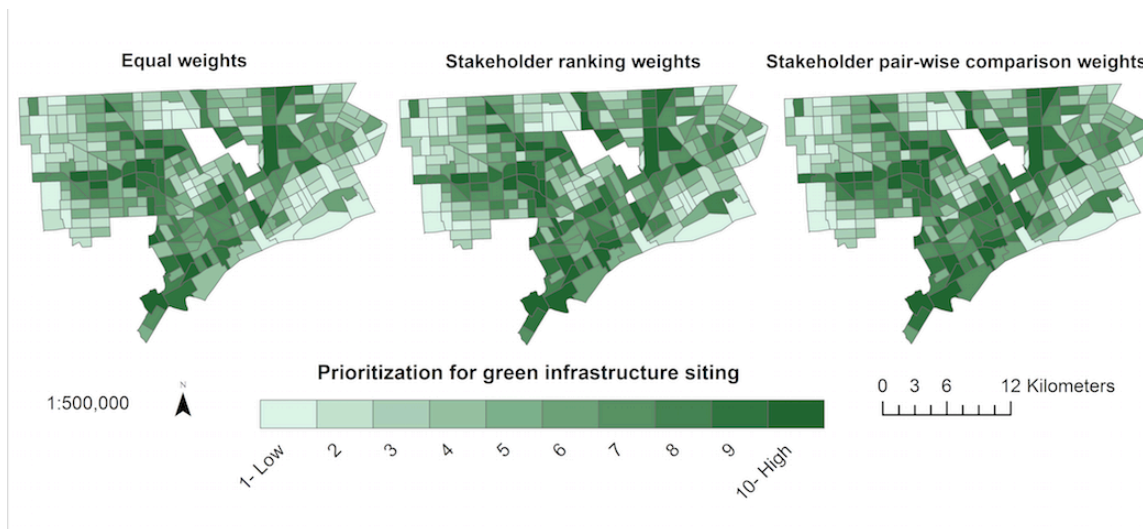 Equal weights
Stakeholder ranking weights
Stakeholder pair-wise comparison weights
Prioritization for green infrastructure siting
1:500,000
N
0 3 6 12 Kilometers
1- Low 2 3 4 5 6 7 8 9 10- High